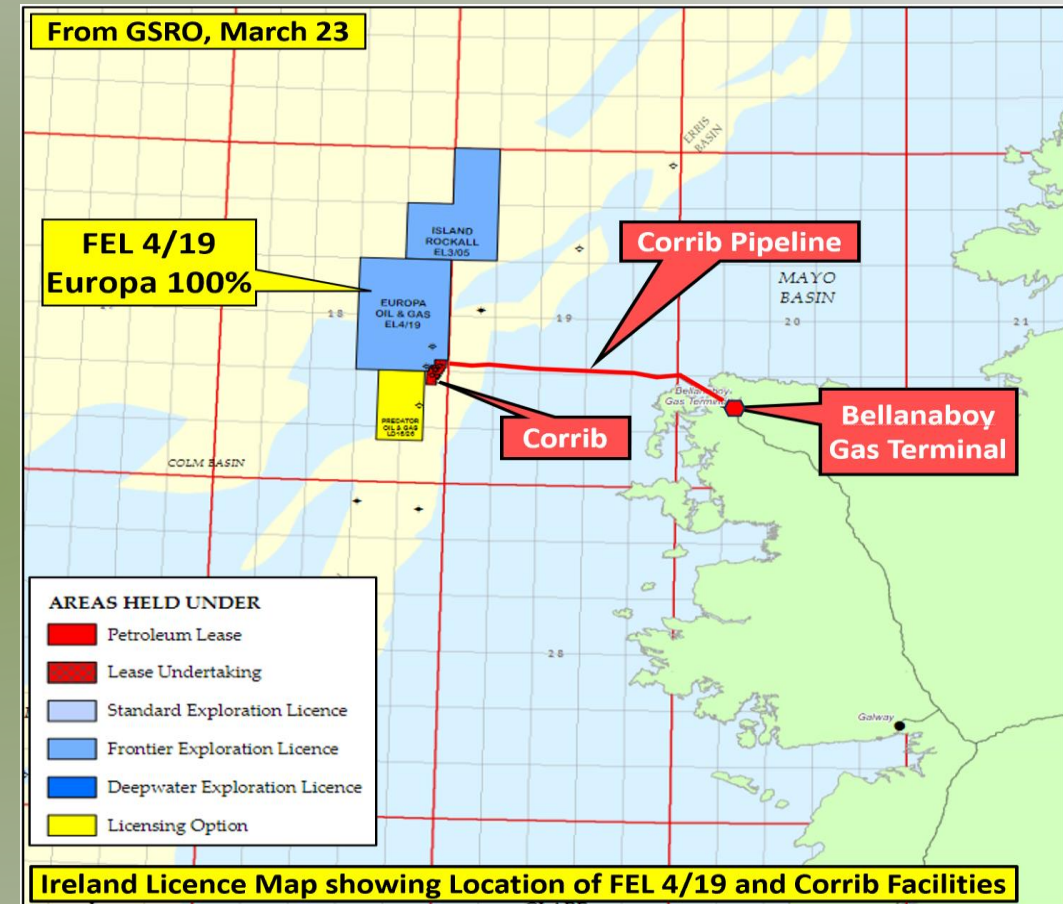 From GSRO, March 23
ERRIS
BASIN
ISLAND
ROCKALL
EL3/05
FEL 4/19
Europa 100%
Corrib Pipeline
MAYO
BASIN
EUROPA
OIL & GAS
EL4/19
18
19
20
21
Bellanaboy
Gas Terminal
Bellanaboy
Gas Terminal
Corrib
PREDATOR
OIL & GAS
LO16/26
COLM BASIN
AREAS HELD UNDER
Petroleum Lease
Lease Undertaking
Standard Exploration Licence
Frontier Exploration Licence
Deepwater Exploration Licence
Licensing Option
28
Galway
Ireland Licence Map showing Location of FEL 4/19 and Corrib Facilities